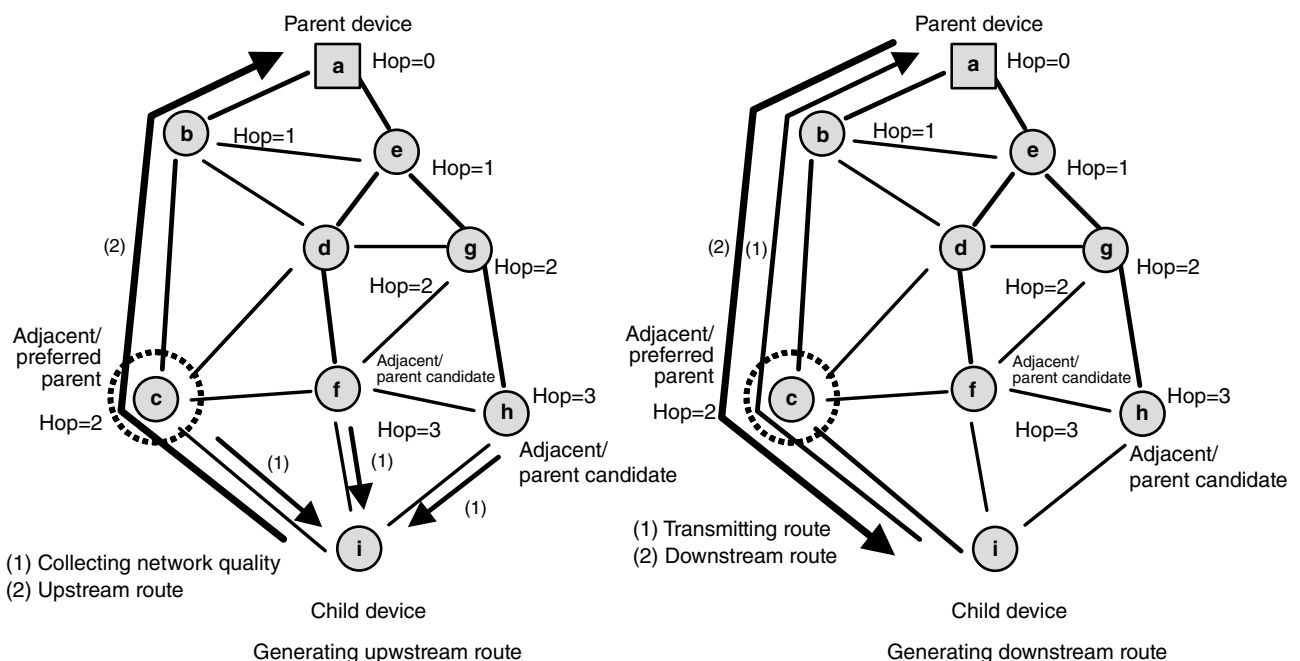 Parent device
a
Hop=0
b
Hop=1
e
Hop=1
(2)
d
g
Hop=2
Hop=2
Adjacent/
preferred
parent
Adjacent/
parent candidate
c
f
Hop=3
h
Hop=2
Hop=3
Adjacent/
parent candidate
(1)
(1)
(1)
i
(1) Collecting network quality
(2) Upstream route
Child device
Generating upwstream route
Parent device
a
Hop=0
b
Hop=1
e
Hop=1
(2)
(1)
d
g
Hop=2
Hop=2
Adjacent/
preferred
parent
Adjacent/
parent candidate
c
f
Hop=3
h
Hop=2
Hop=3
Adjacent/
parent candidate
(1) Transmitting route
(2) Downstream route
i
Child device
Generating downstream route